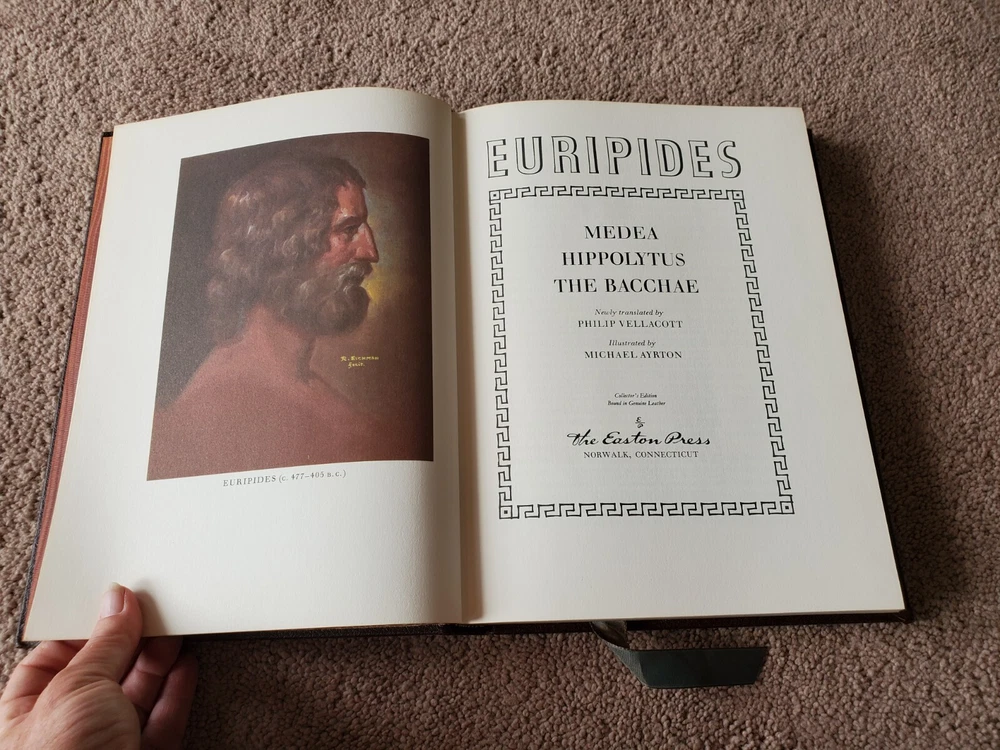 EURIPIDES (c. 477–405 B.C.)
EURIPIDES
MEDEA
HIPPOLYTUS
THE BACCHAE
Newly translated by
PHILIP VELLACOTT
Illustrated by
MICHAEL AYRTON
Collector's Edition
Bound in Genuine Leather
The Easton Press
NORWALK, CONNECTICUT